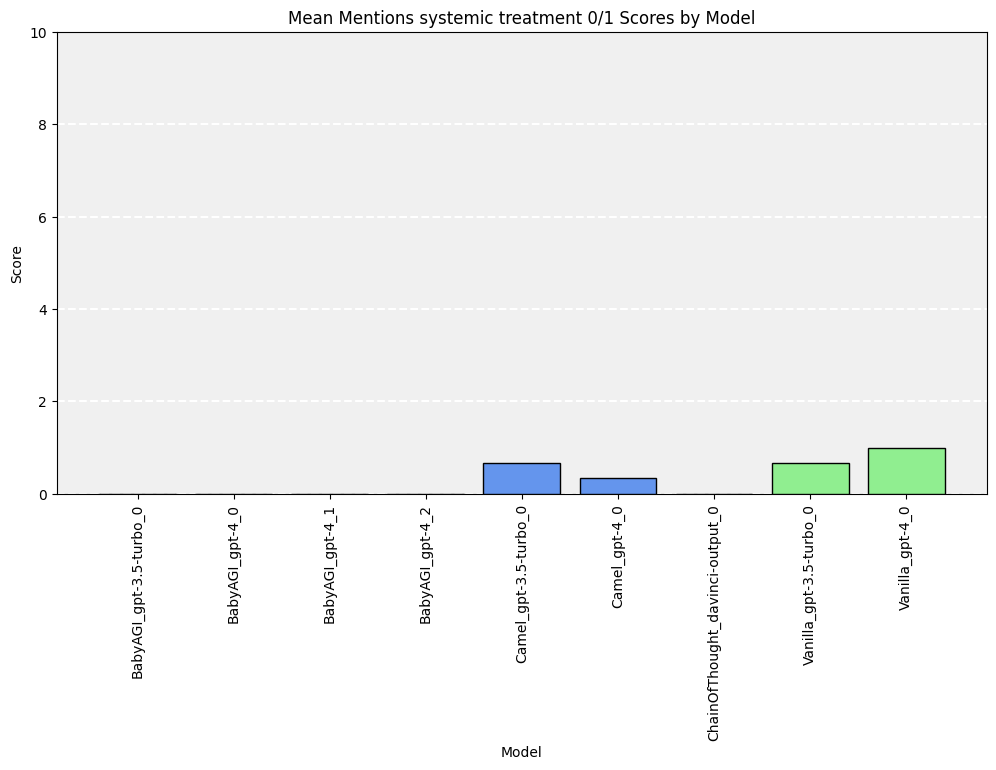 Mean Mentions systemic treatment 0/1 Scores by Model
10
8
6
4
2
0
Score
BabyAGI_gpt-3.5-turbo_0
BabyAGI_gpt-4_0
BabyAGI_gpt-4_1
BabyAGI_gpt-4_2
Camel_gpt-3.5-turbo_0
Camel_gpt-4_0
ChainOfThought_davinci-output_0
Vanilla_gpt-3.5-turbo_0
Vanilla_gpt-4_0
Model